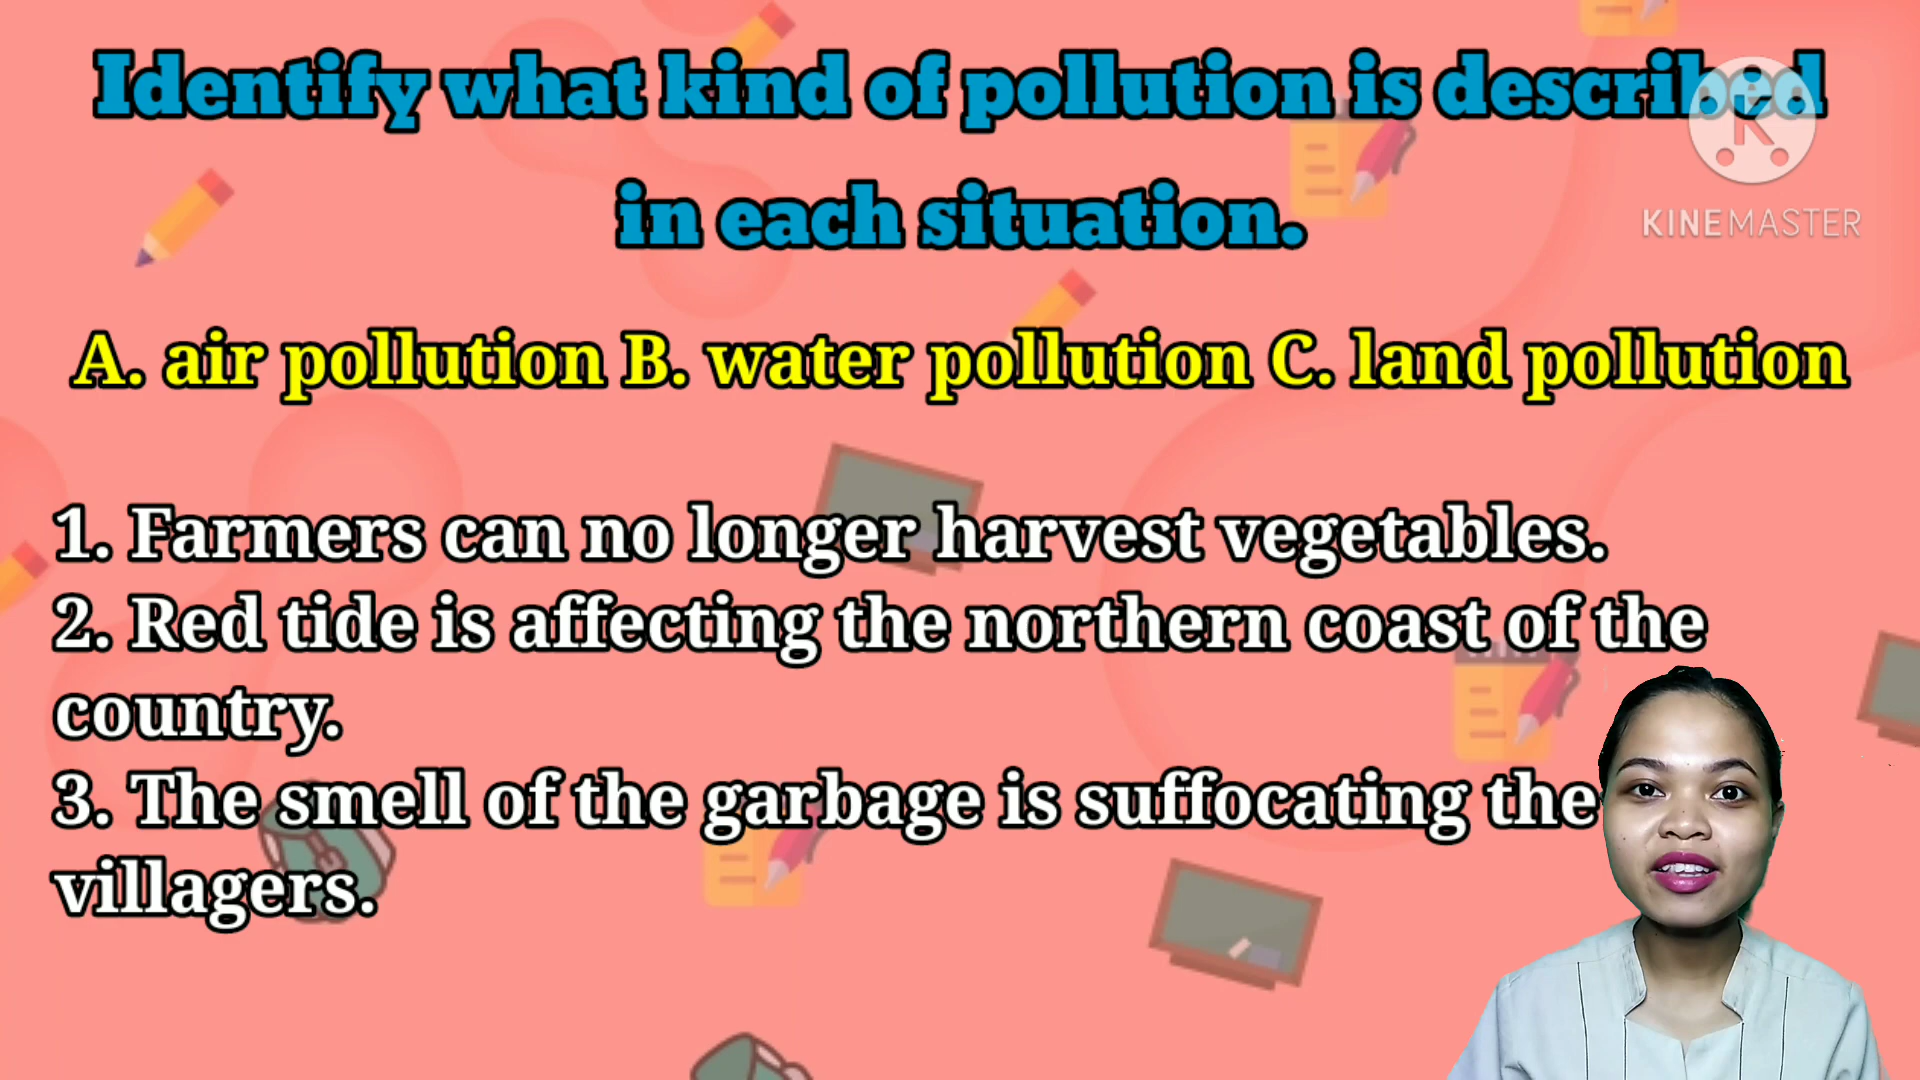 Identify what kind of pollution is described
in each situation.
KINEMASTER
A. air pollution B. water pollution C. land pollution
1. Farmers can no longer harvest vegetables.
2. Red tide is affecting the northern coast of the
country.
3. The smell of the garbage is suffocating the
villagers.